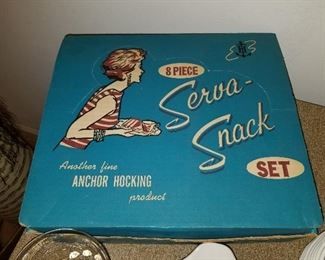 8 PIECE
Serva-
Snack
SET
Another fine
ANCHOR HOCKING
product